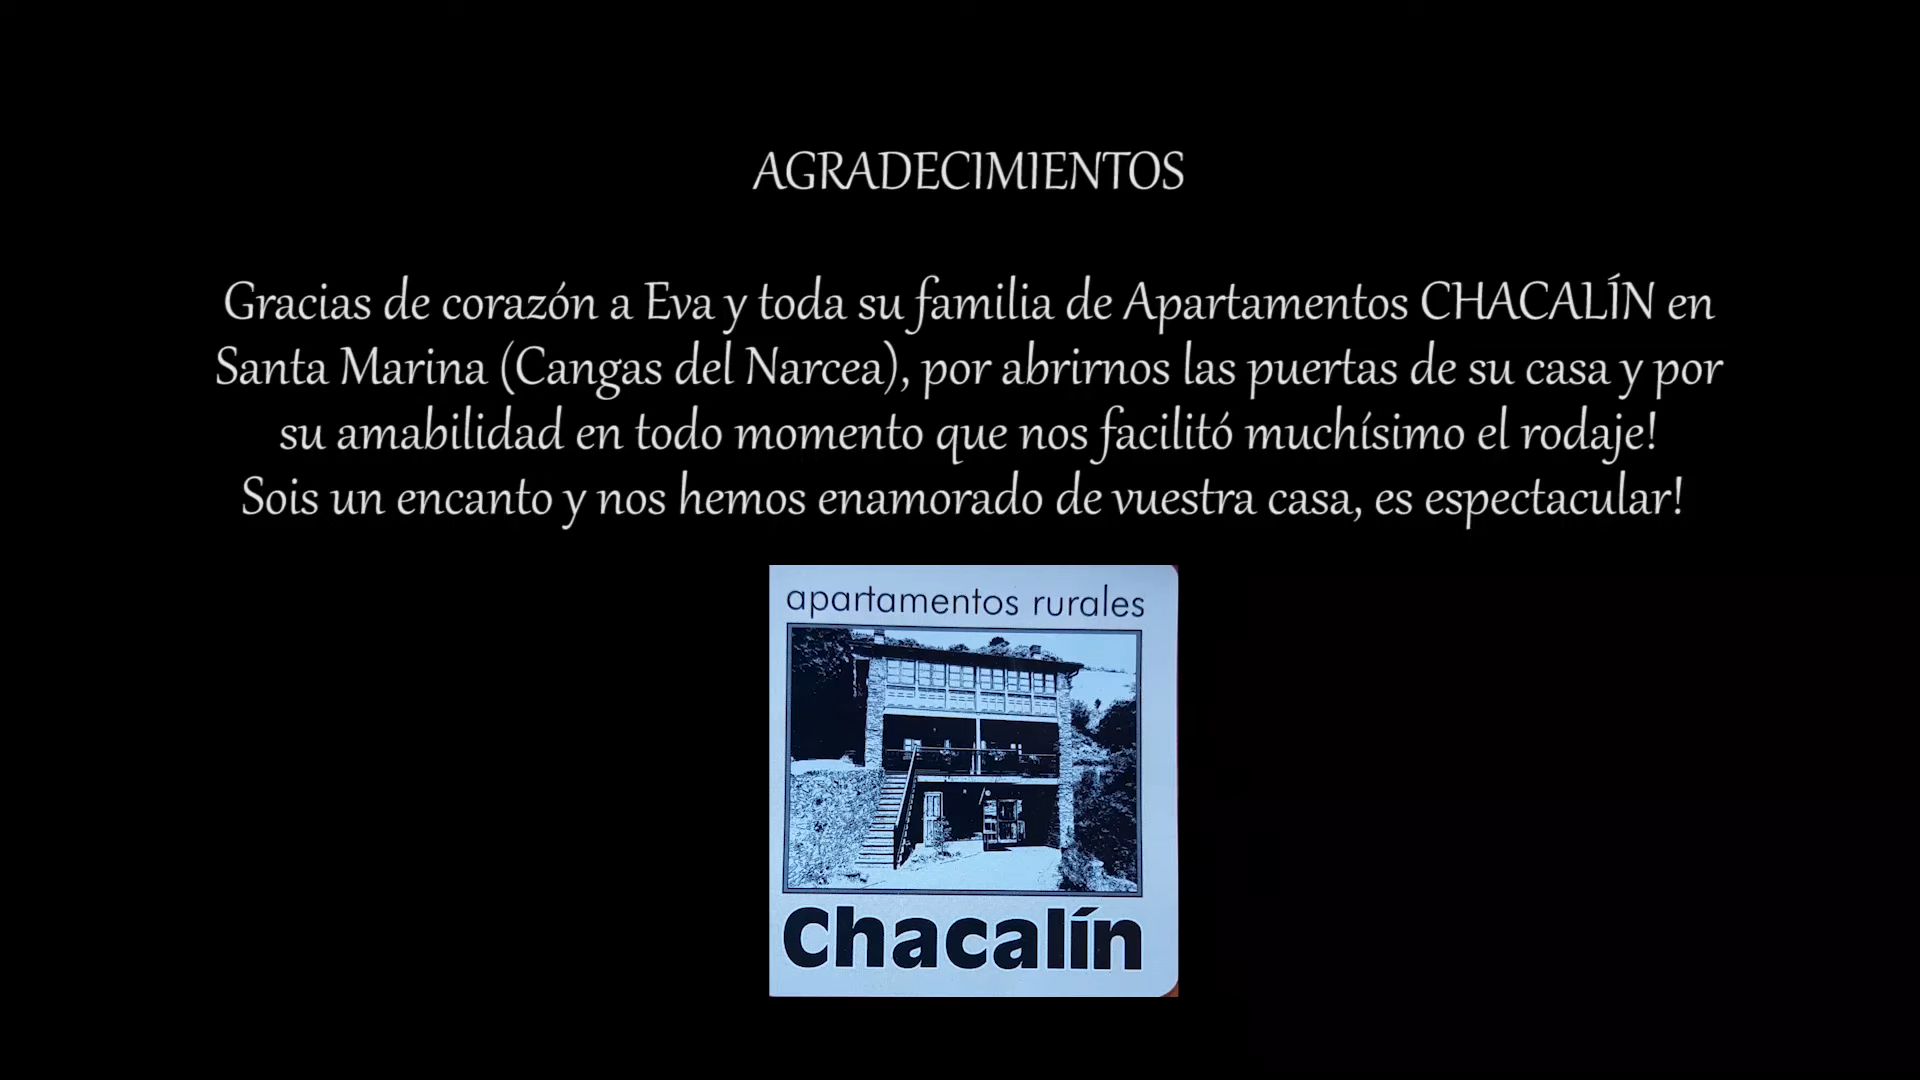 AGRADECIMIENTOS
Gracias de corazón a Eva y toda su familia de Apartamentos CHACALÍN en
Santa Marina (Cangas del Narcea), por abrirnos las puertas de su casa y por
su amabilidad en todo momento que nos facilitó muchísimo el rodaje!
Sois un encanto y nos hemos enamorado de vuestra casa, es espectacular!
apartamentos rurales
Chacalín